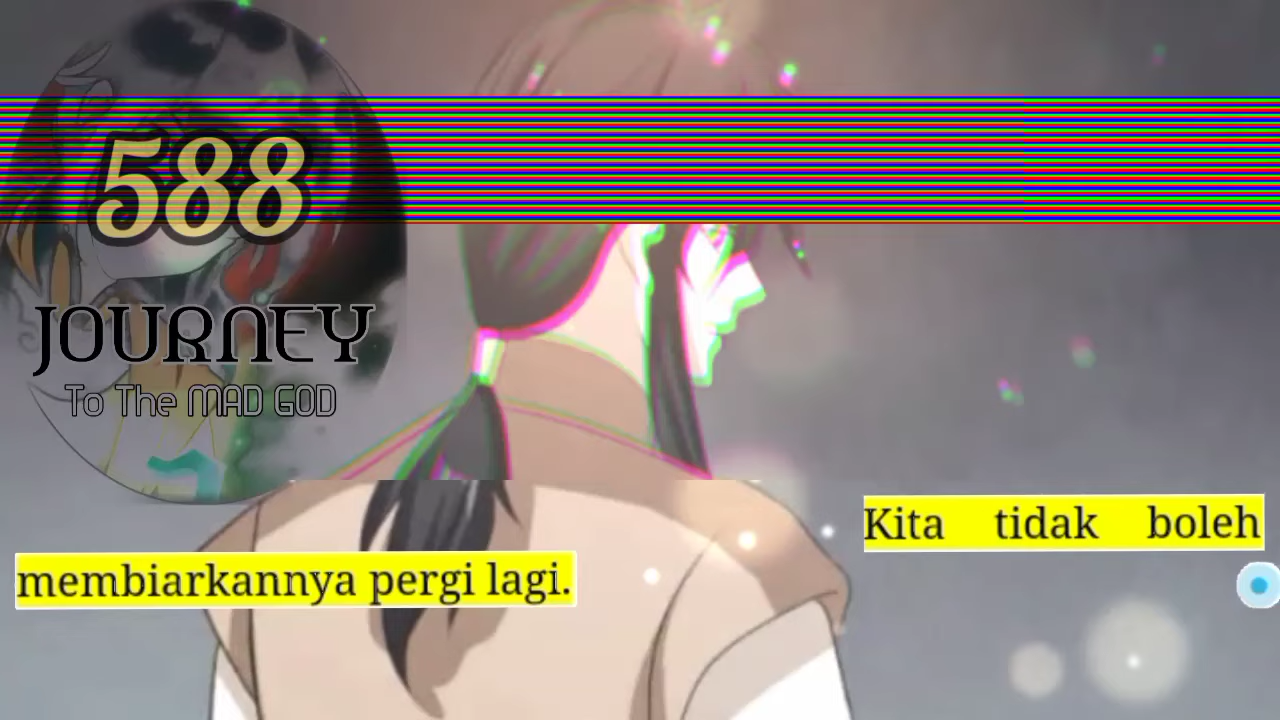 588
JOURNEY
To The MAD GOD
Kita tidak boleh
membiarkannya pergi lagi.